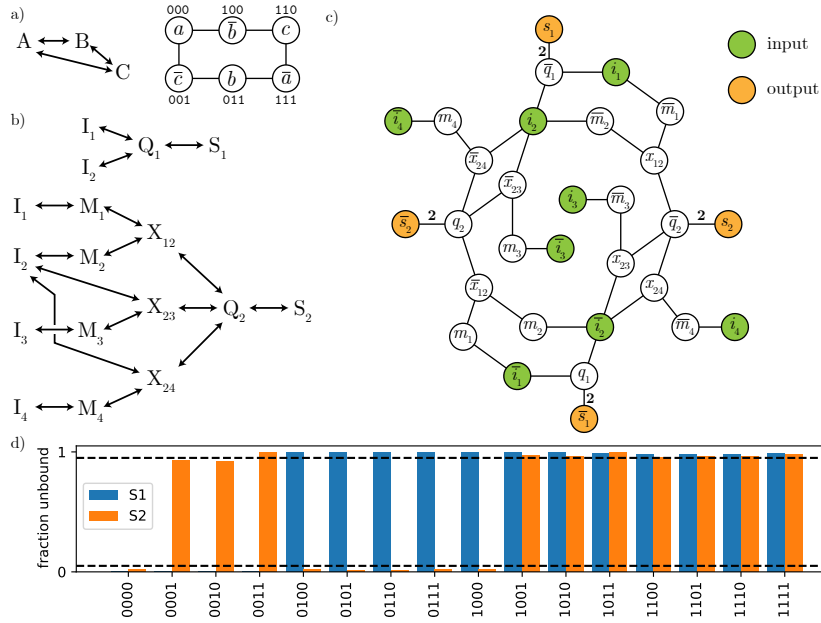 a)
A B
C
000 100 110
a b̅ c
c̅ b a̅
001 011 111
b)
I₁
Q₁ S₁
I₂
I₁ M₁
X₁₂
I₂ M₂
X₂₃ Q₂ S₂
I₃ M₃
X₂₄
I₄ M₄
c)
s₁
2
q̅₁ i₁
i̅₄ m₄ i₂ m̅₂ m̅₁
x̅₂₄ x₁₂
x̅₂₃
i₃ m̅₃
s̅₂ 2 q₂ q̅₂ 2 s₂
m₃ i̅₃
x₂₃
x̅₁₂ x₂₄
m₁ m₂ i̅₂ m̅₄ i₄
i̅₁ q₁
2
s̅₁
input
output
d)
fraction unbound
1
0
S1
S2
0000 0001 0010 0011 0100 0101 0110 0111 1000 1001 1010 1011 1100 1101 1110 1111